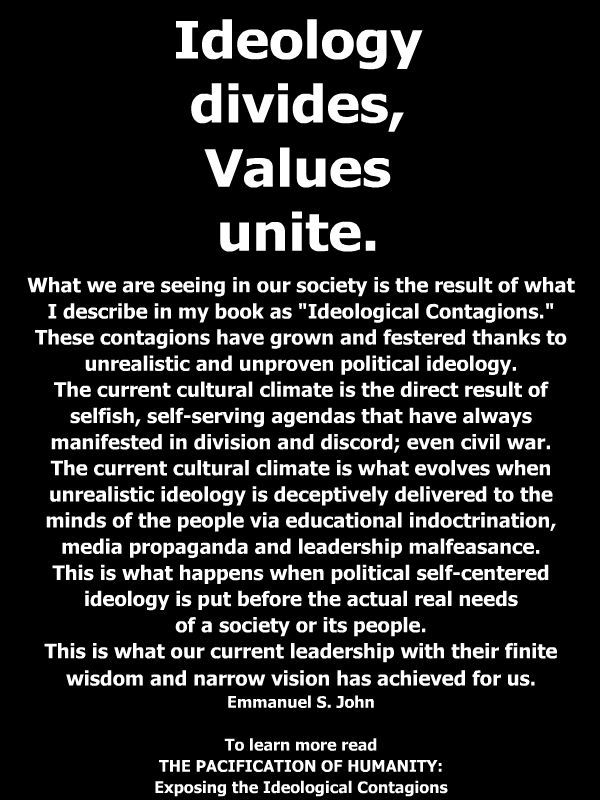 Ideology
divides,
Values
unite.
What we are seeing in our society is the result of what
I describe in my book as "Ideological Contagions."
These contagions have grown and festered thanks to
unrealistic and unproven political ideology.
The current cultural climate is the direct result of
selfish, self-serving agendas that have always
manifested in division and discord; even civil war.
The current cultural climate is what evolves when
unrealistic ideology is deceptively delivered to the
minds of the people via educational indoctrination,
media propaganda and leadership malfeasance.
This is what happens when political self-centered
ideology is put before the actual real needs
of a society or its people.
This is what our current leadership with their finite
wisdom and narrow vision has achieved for us.
Emmanuel S. John
To learn more read
THE PACIFICATION OF HUMANITY:
Exposing the Ideological Contagions